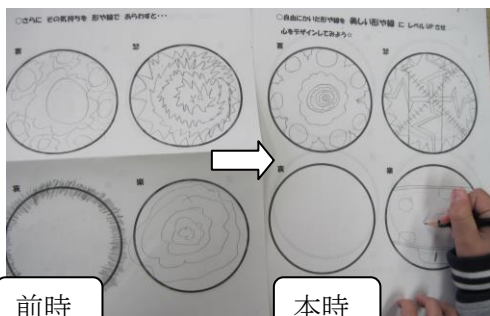 ○さらに その気持ちを 形や線で あらわすと・・・
喜
怒
哀
楽
前時
○自由にかいた形や線を 美しい形や線 に レベルUPさせ
心をデザインしてみよう☆
喜
怒
哀
楽
本時